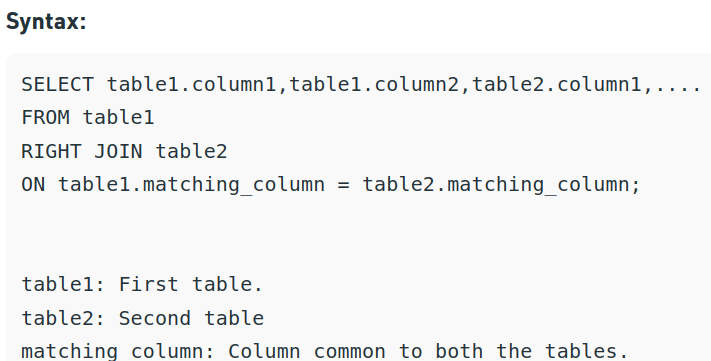 Syntax:
SELECT table1.column1,table1.column2,table2.column1,....
FROM table1
RIGHT JOIN table2
ON table1.matching_column = table2.matching_column;
table1: First table.
table2: Second table
matching_column: Column common to both the tables.